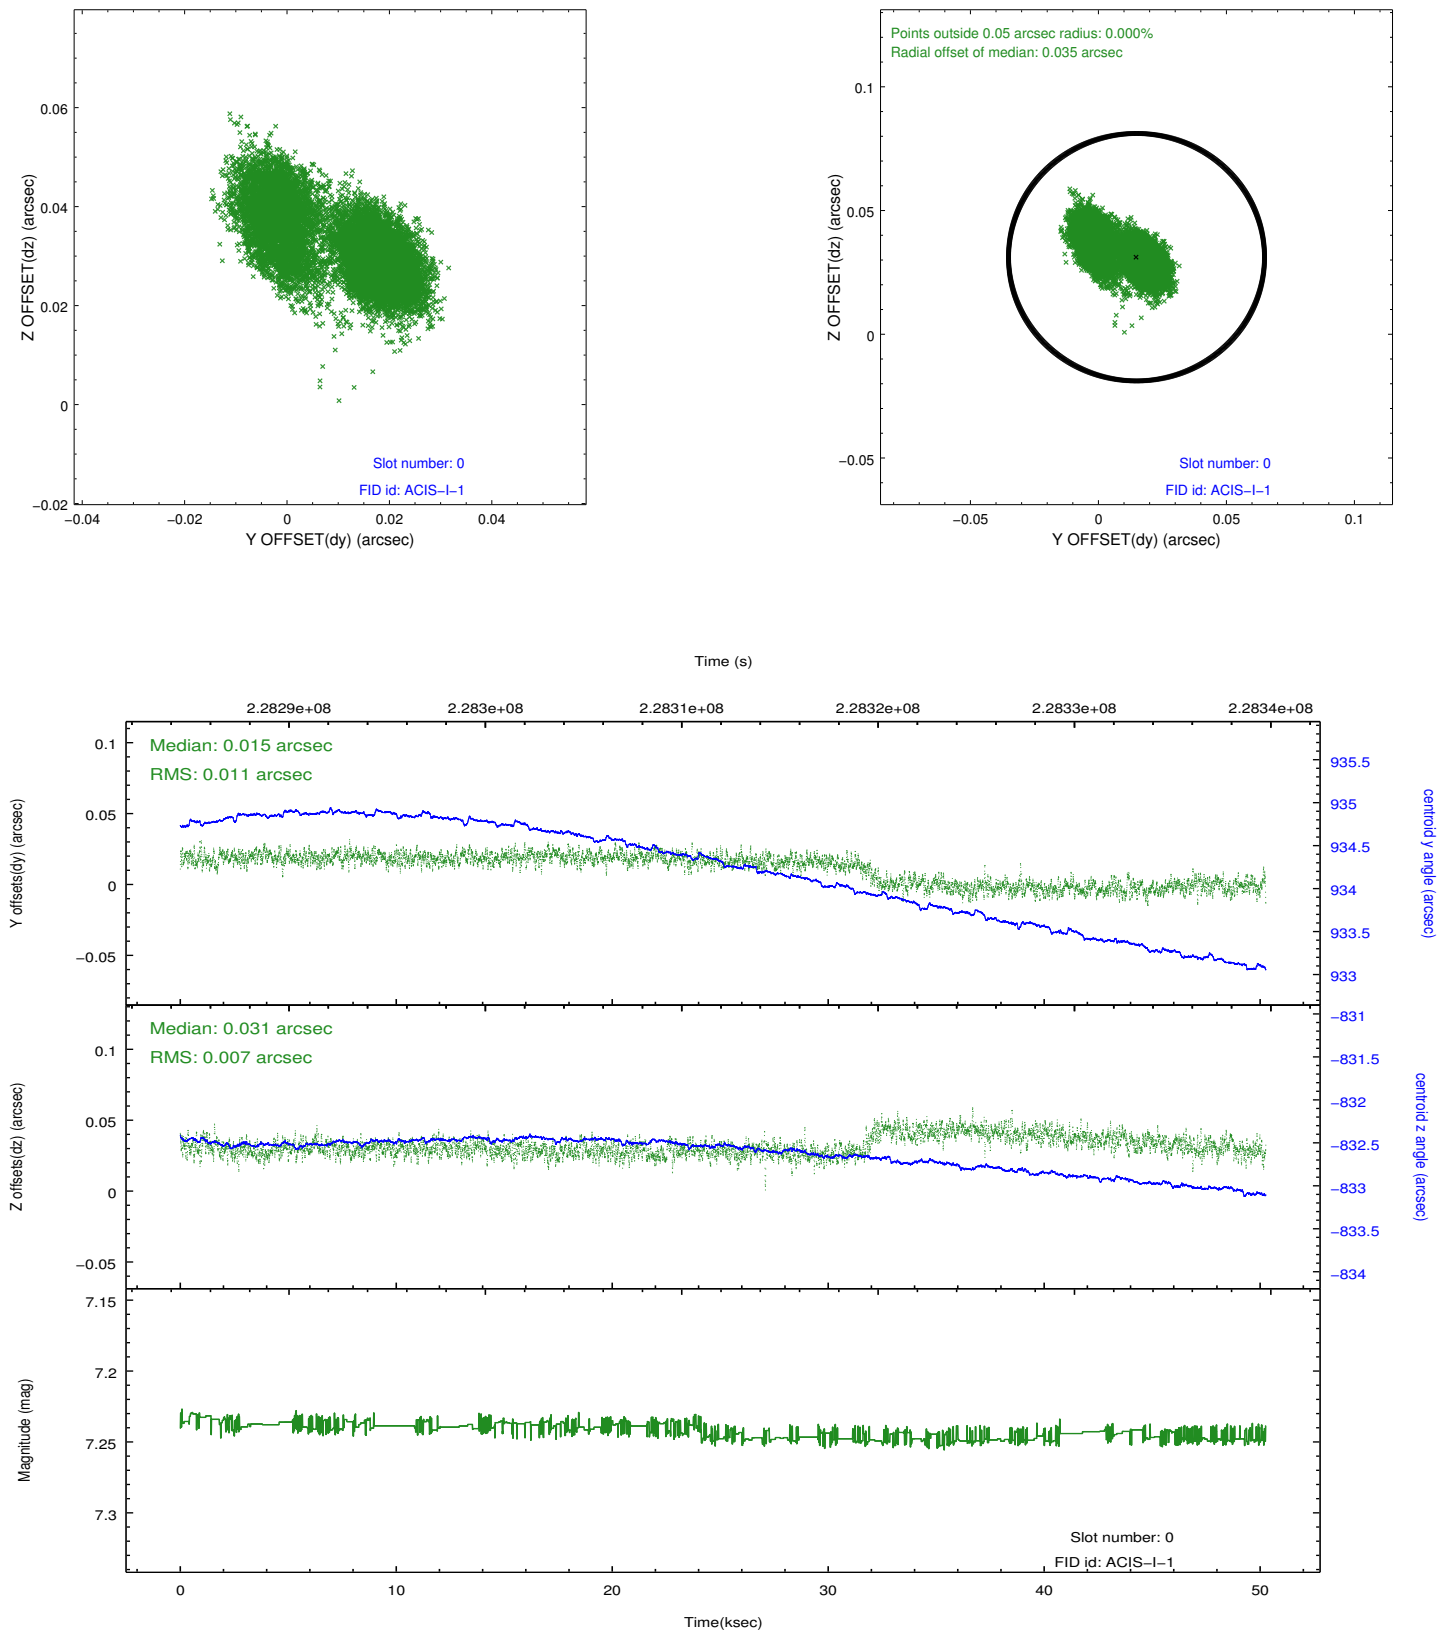 0.06
0.04
0.02
0
−0.02
−0.04
−0.02
0
0.02
0.04
Z OFFSET(dz) (arcsec)
Y OFFSET(dy) (arcsec)
Slot number: 0
FID id: ACIS−I−1
Points outside 0.05 arcsec radius: 0.000%
Radial offset of median: 0.035 arcsec
0.1
0.05
0
−0.05
−0.05
0
0.05
0.1
Z OFFSET(dz) (arcsec)
Y OFFSET(dy) (arcsec)
Slot number: 0
FID id: ACIS−I−1
Time (s)
2.2829e+08 2.283e+08 2.2831e+08 2.2832e+08 2.2833e+08 2.2834e+08
Median: 0.015 arcsec
RMS: 0.011 arcsec
0.1
0.05
0
−0.05
Y offsets(dy) (arcsec)
935.5
935
934.5
934
933.5
933
centroid y angle (arcsec)
Median: 0.031 arcsec
RMS: 0.007 arcsec
0.1
0.05
0
−0.05
Z offsets(dz) (arcsec)
−831
−831.5
−832
−832.5
−833
−833.5
−834
centroid z angle (arcsec)
7.15
7.2
7.25
7.3
Magnitude (mag)
Slot number: 0
FID id: ACIS−I−1
0 10 20 30 40 50
Time(ksec)